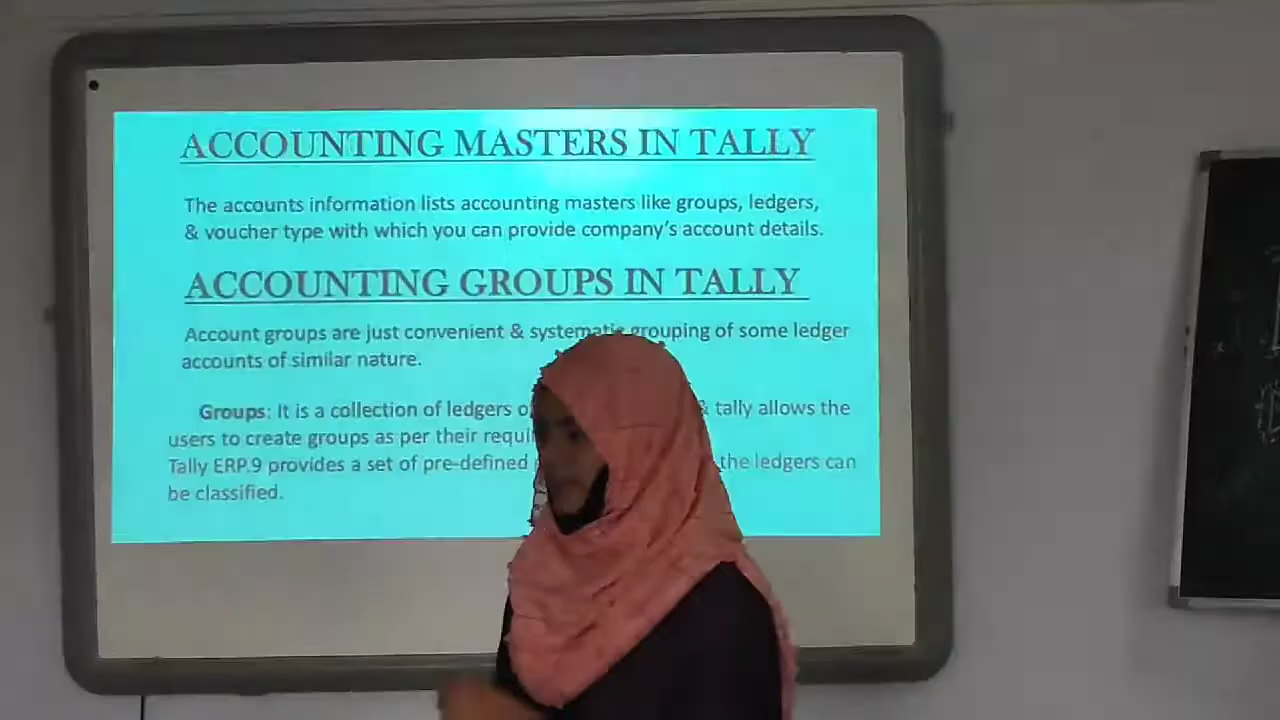 ACCOUNTING MASTERS IN TALLY
The accounts information lists accounting masters like groups, ledgers,
& voucher type with which you can provide company's account details.
ACCOUNTING GROUPS IN TALLY
Account groups are just convenient & systematic grouping of some ledger
accounts of similar nature.
Groups: It is a collection of ledgers & tally allows the
users to create groups as per their
Tally ERP.9 provides a set of pre-defined the ledgers can
be classified.